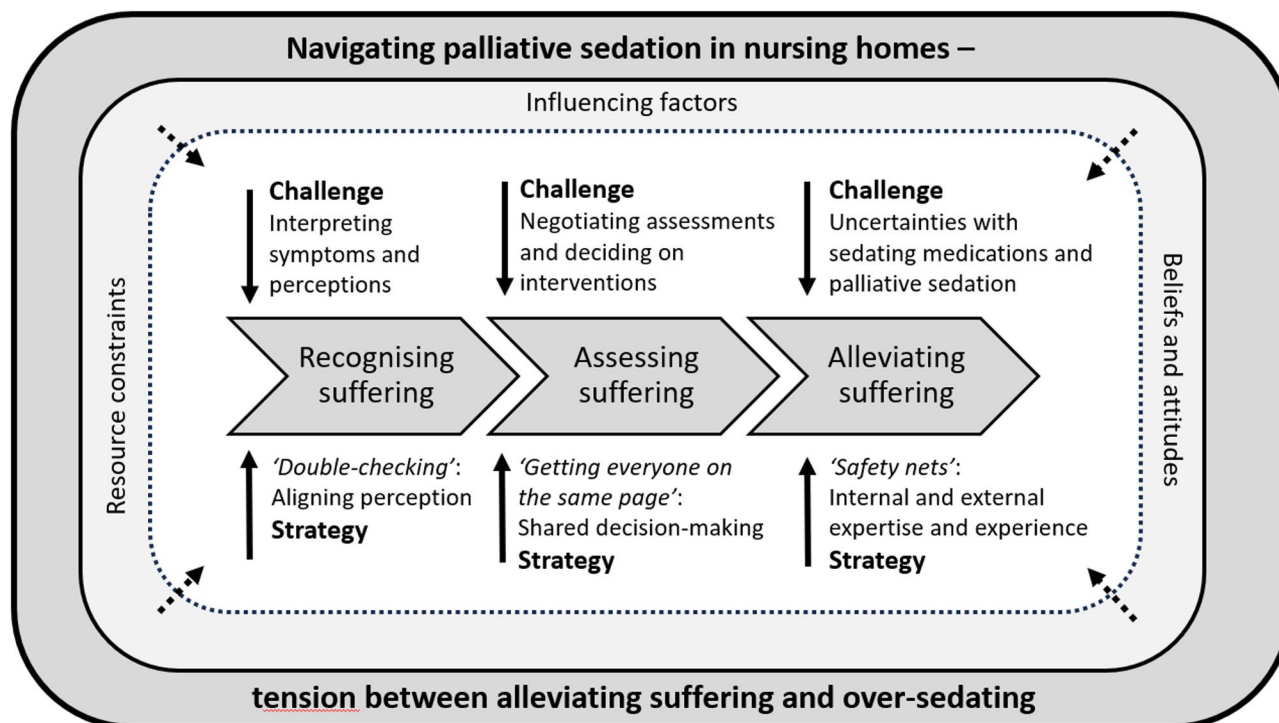 Navigating palliative sedation in nursing homes –
Influencing factors
Resource constraints
Beliefs and attitudes
Challenge
Interpreting
symptoms and
perceptions
Challenge
Negotiating assessments
and deciding on
interventions
Challenge
Uncertainties with
sedating medications and
palliative sedation
Recognising
suffering
Assessing
suffering
Alleviating
suffering
‘Double-checking’:
Aligning perception
Strategy
‘Getting everyone on
the same page’:
Shared decision-making
Strategy
‘Safety nets’:
Internal and external
expertise and experience
Strategy
tension between alleviating suffering and over-sedating